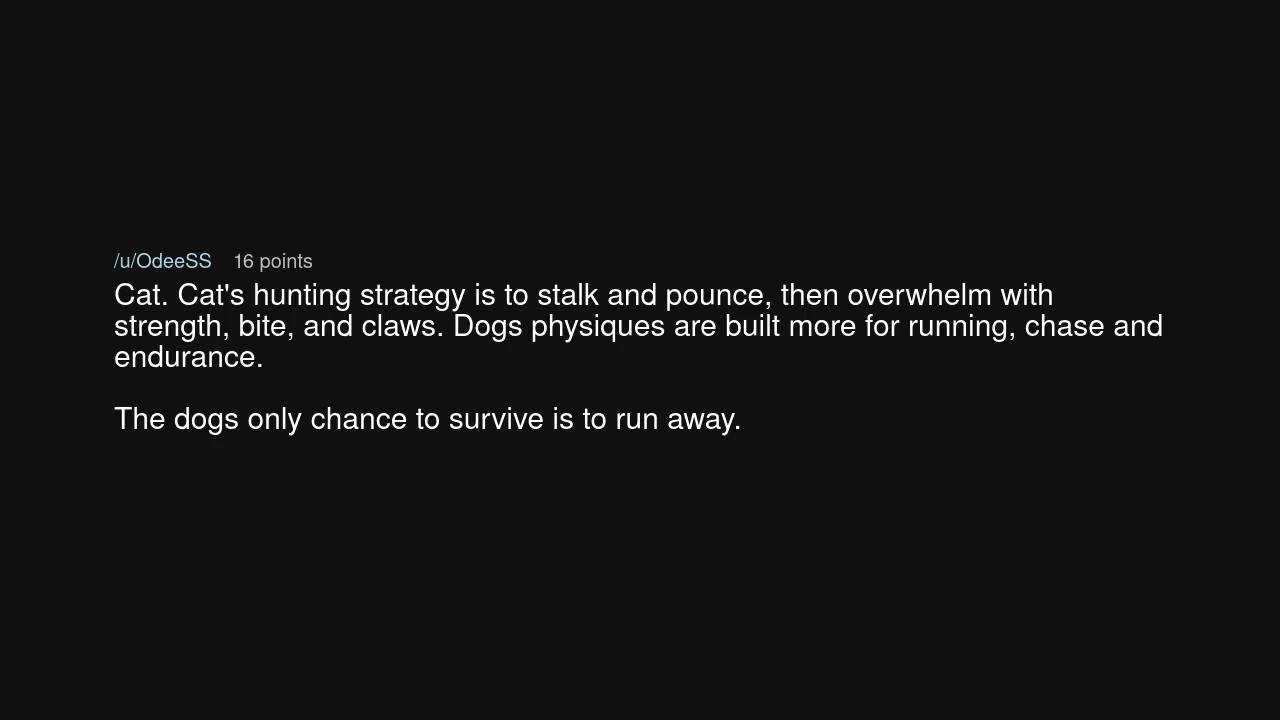 /u/OdeeSS 16 points
Cat. Cat's hunting strategy is to stalk and pounce, then overwhelm with
strength, bite, and claws. Dogs physiques are built more for running, chase and
endurance.
The dogs only chance to survive is to run away.